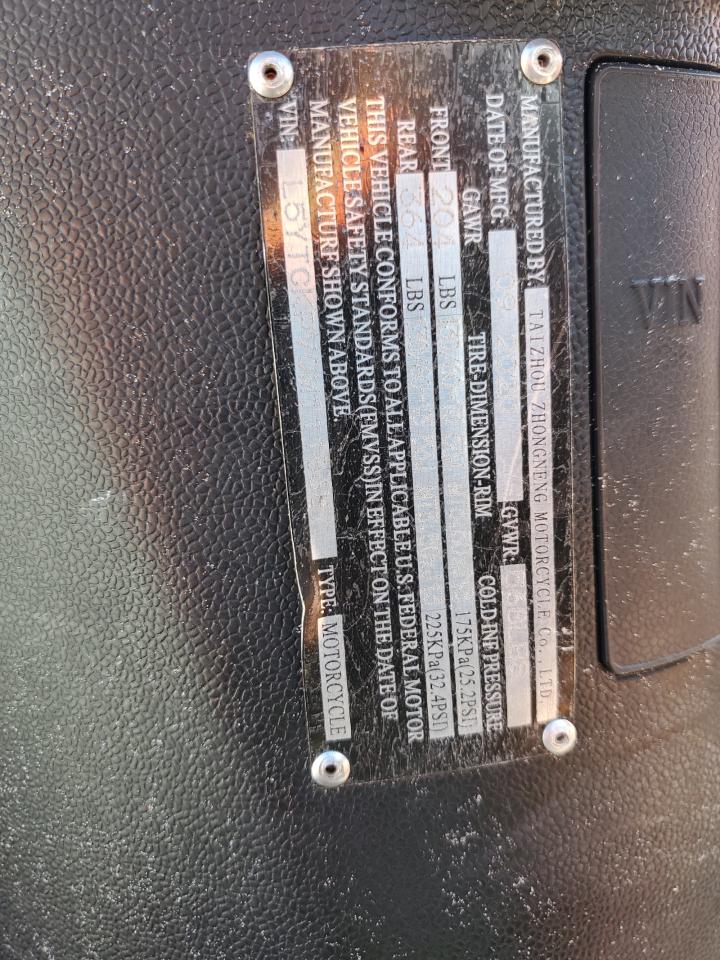 MANUFACTURED BY: TAIZHOU ZHONGNENG MOTORCYCLE Co.,LTD.
DATE OF MFG: 09 GVWR: LBS
GAWR TIRE-DIMENSION-RIM COLD INF PRESSURE
FRONT 204 LBS 175KPa(25.2PSI)
REAR 364 LBS 225KPa(32.4PSI)
THIS VEHICLE CONFORMS TO ALL APPLICABLE U.S. FEDERAL MOTOR
VEHICLE SAFETY STANDARDS(FMVSS)IN EFFECT ON THE DATE OF
MANUFACTURE SHOWN ABOVE
VIN: TYPE: MOTORCYCLE
VIN